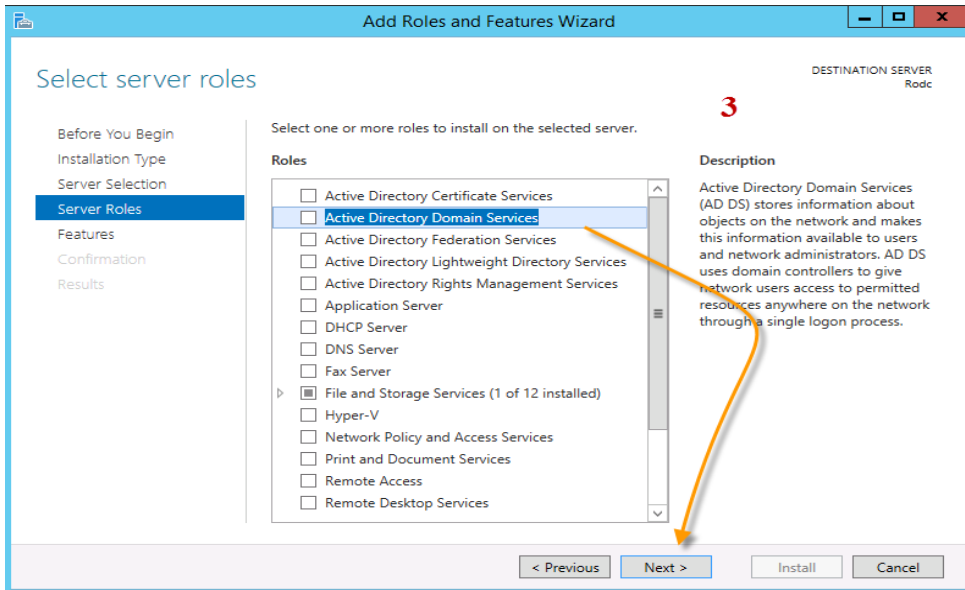 Add Roles and Features Wizard
Select server roles
DESTINATION SERVER
Rodc
3
Before You Begin
Installation Type
Server Selection
Server Roles
Features
Confirmation
Results
Select one or more roles to install on the selected server.
Roles
Active Directory Certificate Services
Active Directory Domain Services
Active Directory Federation Services
Active Directory Lightweight Directory Services
Active Directory Rights Management Services
Application Server
DHCP Server
DNS Server
Fax Server
File and Storage Services (1 of 12 installed)
Hyper-V
Network Policy and Access Services
Print and Document Services
Remote Access
Remote Desktop Services
Description
Active Directory Domain Services
(AD DS) stores information about
objects on the network and makes
this information available to users
and network administrators. AD DS
uses domain controllers to give
network users access to permitted
resources anywhere on the network
through a single logon process.
< Previous
Next >
Install
Cancel